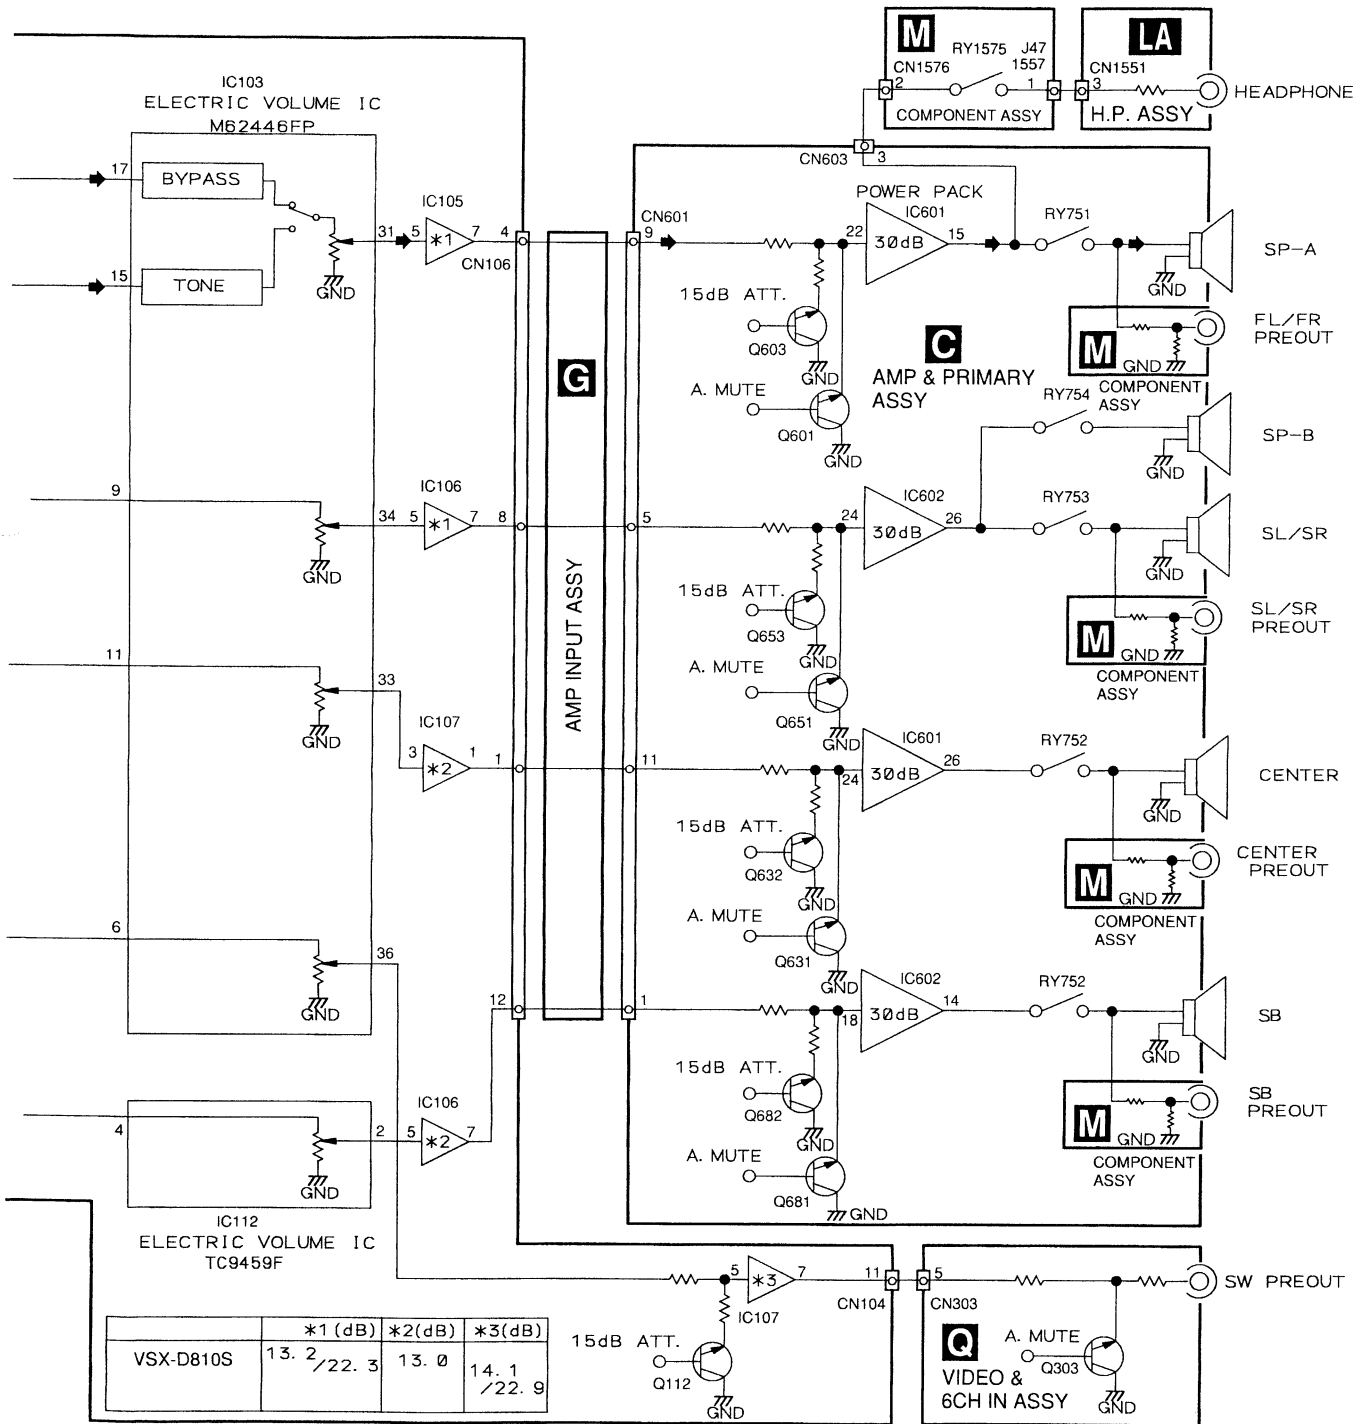 M
RY1575
J47
1557
CN1576
2
1
COMPONENT ASSY
LA
CN1551
3
H.P. ASSY
HEADPHONE
IC103
ELECTRIC VOLUME IC
M62446FP
17
BYPASS
15
TONE
31
GND
IC105
5
*1
7
4
CN106
CN601
9
CN603
3
POWER PACK
IC601
22
30dB
15
RY751
SP-A
GND
15dB ATT.
Q603
GND
A. MUTE
Q601
GND
C
AMP & PRIMARY
ASSY
FL/FR
PREOUT
M
GND
COMPONENT
ASSY
RY754
SP-B
GND
G
AMP INPUT ASSY
9
34
GND
IC106
5
*1
7
8
5
24
IC602
30dB
26
RY753
SL/SR
GND
15dB ATT.
Q653
GND
A. MUTE
Q651
GND
SL/SR
PREOUT
M
GND
COMPONENT
ASSY
11
33
GND
IC107
3
*2
1
1
11
24
IC601
30dB
26
RY752
CENTER
GND
15dB ATT.
Q632
GND
A. MUTE
Q631
GND
CENTER
PREOUT
M
GND
COMPONENT
ASSY
6
36
GND
12
1
18
IC602
30dB
14
RY752
SB
GND
15dB ATT.
Q682
GND
A. MUTE
Q681
GND
SB
PREOUT
M
GND
COMPONENT
ASSY
4
2
GND
IC106
5
*2
7
IC112
ELECTRIC VOLUME IC
TC9459F
5
*3
7
IC107
15dB ATT.
Q112
GND
11
CN104
5
CN303
Q
VIDEO &
6CH IN ASSY
A. MUTE
Q303
GND
SW PREOUT
*1(dB) *2(dB) *3(dB)
VSX-D810S 13.2/22.3 13.0 14.1/22.9